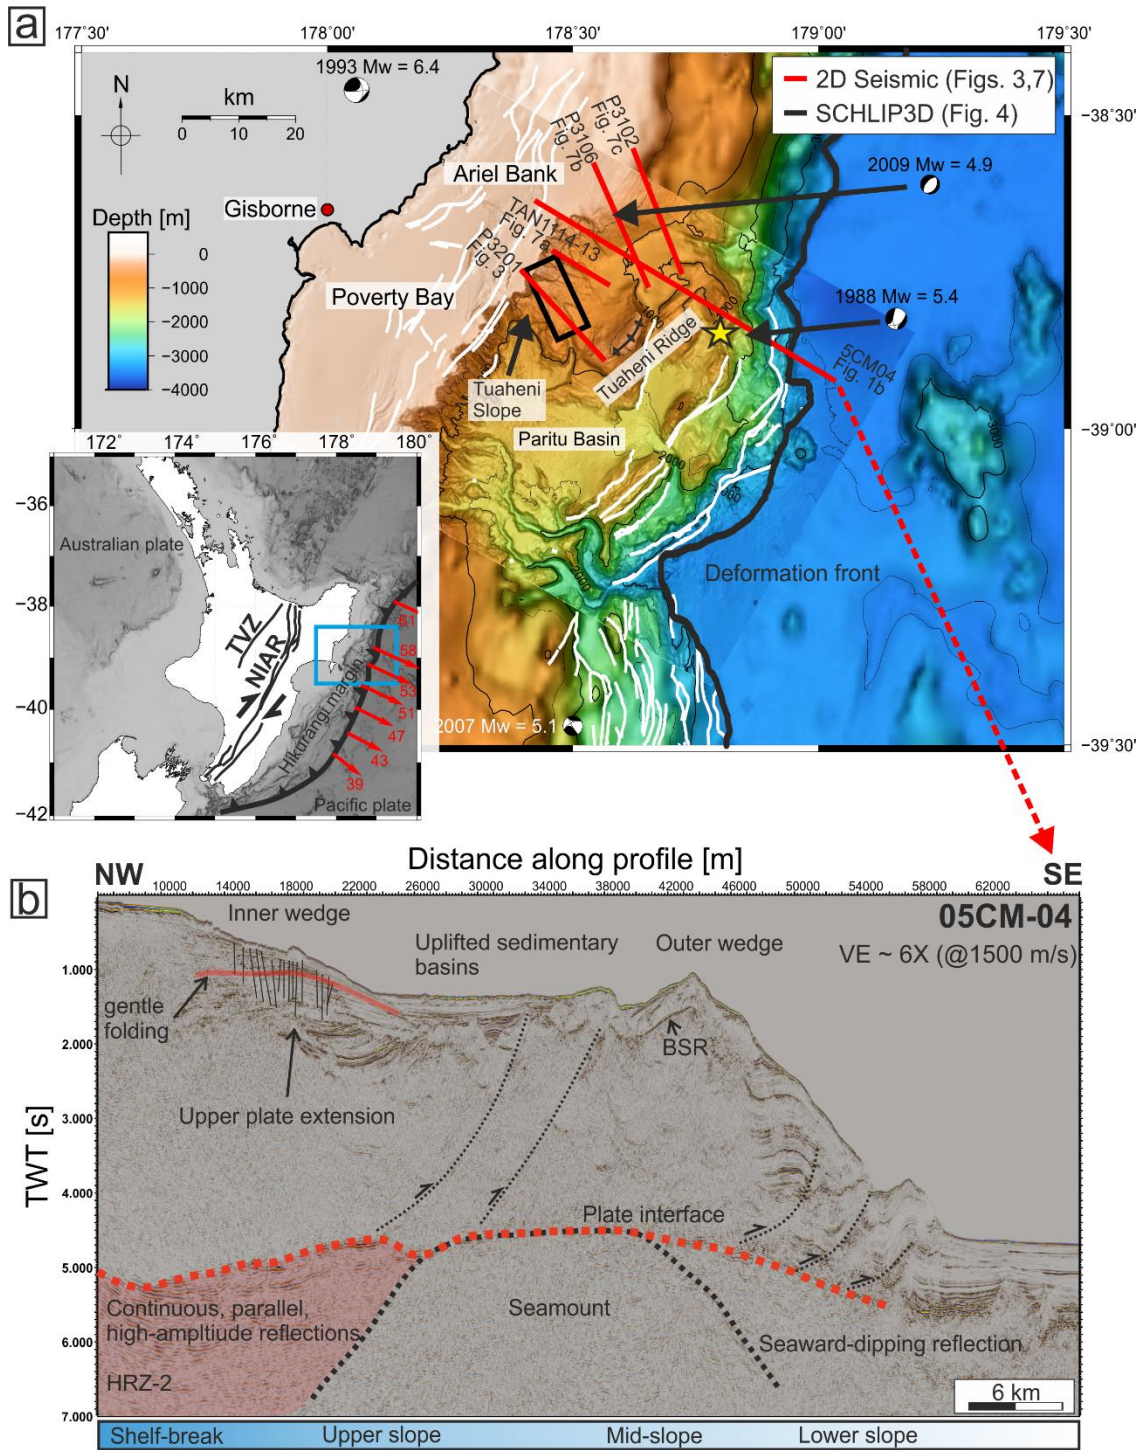 a
177˚30'
178˚00'
178˚30'
179˚00'
179˚30'
1993 Mw = 6.4
2D Seismic (Figs. 3,7)
SCHLIP3D (Fig. 4)
N
km
0 10 20
-38˚30'
P3102
Fig. 7c
P3106
Fig. 7b
2009 Mw = 4.9
Ariel Bank
Gisborne
Depth [m]
0
-1000
-2000
-3000
-4000
TAN1114-13
Fig. 7a
P3201
Fig. 3
Poverty Bay
1988 Mw = 5.4
1000
Tuaheni Ridge
5CM04
Fig. 1b
Tuaheni
Slope
3000
Paritu Basin
-39˚00'
2000
2000
Deformation front
2007 Mw = 5.1
-39˚30'
172˚
174
176
178
180˚
−36
−38
−40
−42
Australian plate
TVZ
NIAR
Hikurangi margin
Pacific plate
61
58
53
51
47
43
39
Distance along profile [m]
NW
SE
b
10000 14000 18000 22000 26000 30000 34000 38000 42000 46000 50000 54000 58000 62000
Inner wedge
Uplifted sedimentary
basins
Outer wedge
05CM-04
VE ~ 6X (@1500 m/s)
gentle
folding
BSR
Upper plate extension
TWT [s]
1.000
2.000
3.000
4.000
5.000
6.000
7.000
Plate interface
Continuous, parallel,
high-ampltiude reflections
HRZ-2
Seamount
Seaward-dipping reflection
6 km
Shelf-break
Upper slope
Mid-slope
Lower slope